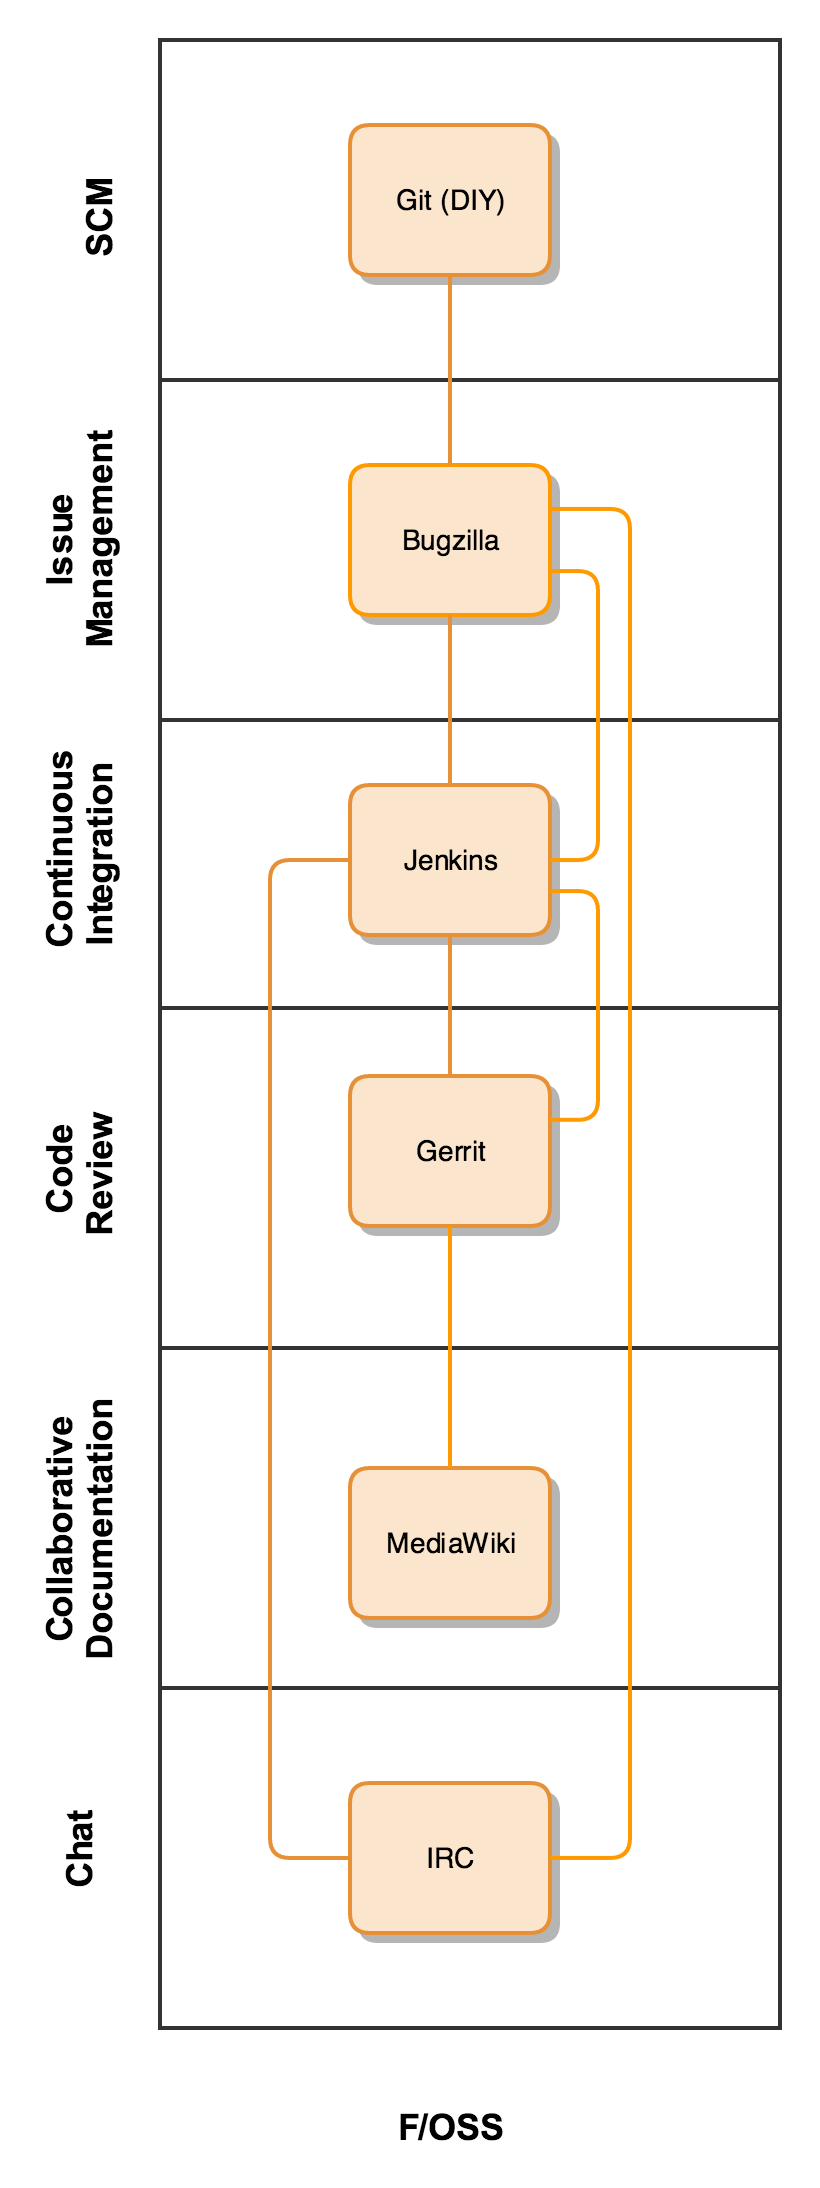 SCM
Git (DIY)
Issue
Management
Bugzilla
Continuous
Integration
Jenkins
Code
Review
Gerrit
Collaborative
Documentation
MediaWiki
Chat
IRC
F/OSS